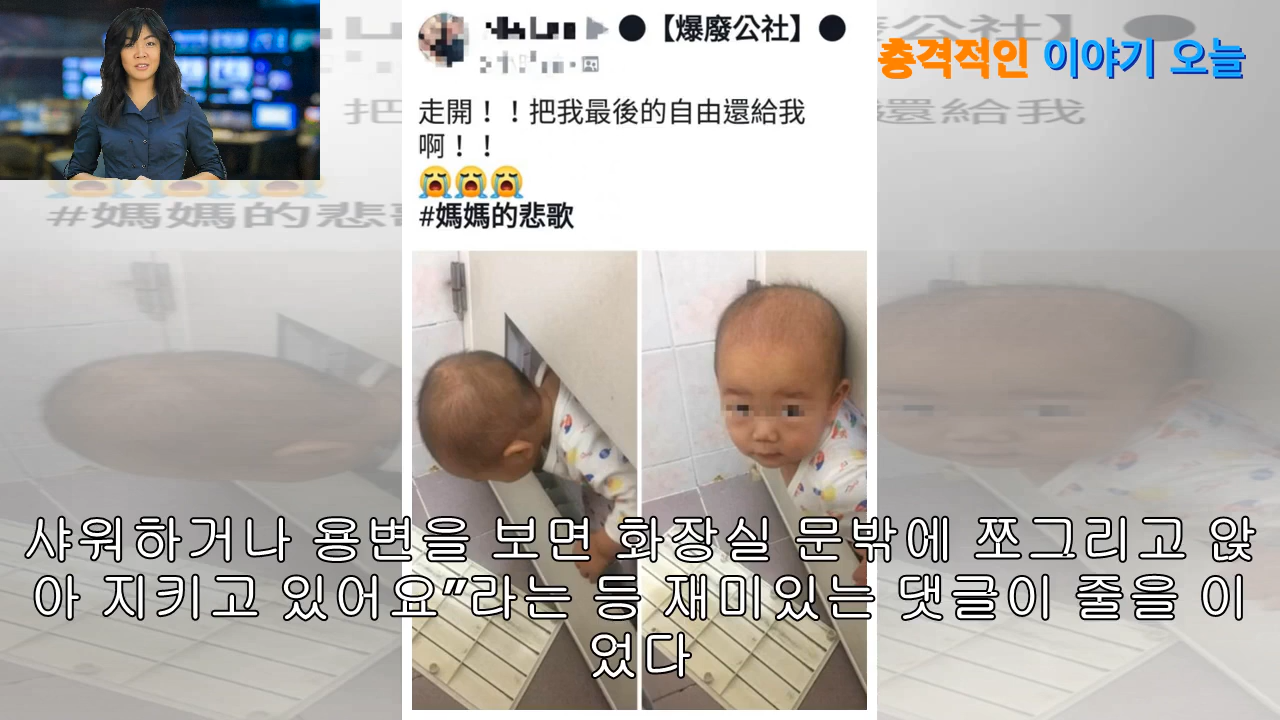 ●【爆廢公社】●
충격적인 이야기 오늘
走開！！把我最後的自由還給我
啊！！
😭😭😭
#媽媽的悲歌
샤워하거나 용변을 보면 화장실 문밖에 쪼그리고 앉
아 지키고 있어요”라는 등 재미있는 댓글이 줄을 이
었다